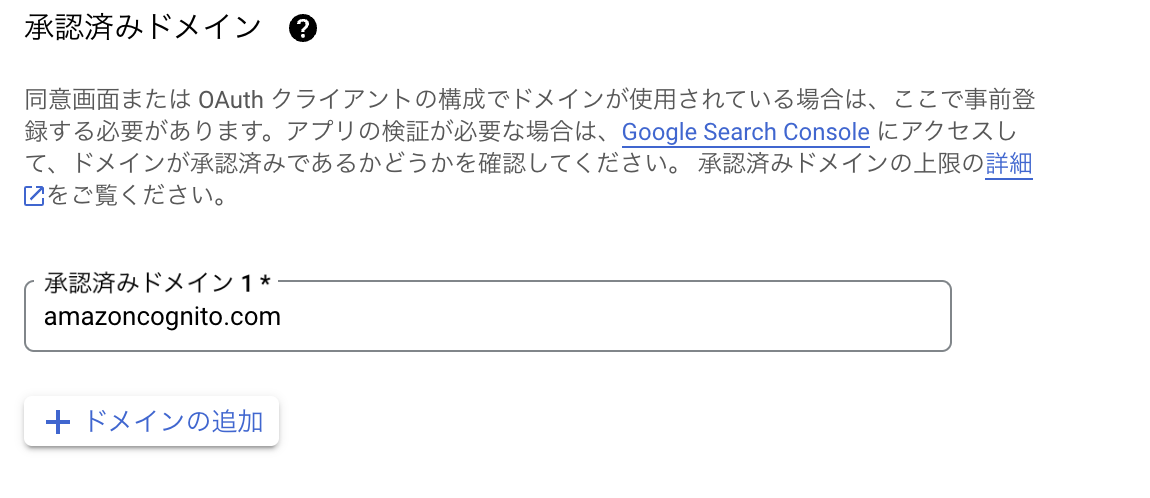 承認済みドメイン ?
同意画面または OAuth クライアントの構成でドメインが使用されている場合は、ここで事前登
録する必要があります。アプリの検証が必要な場合は、Google Search Console にアクセスし
て、ドメインが承認済みであるかどうかを確認してください。 承認済みドメインの上限の詳細
をご覧ください。
承認済みドメイン 1 *
amazoncognito.com
+ ドメインの追加